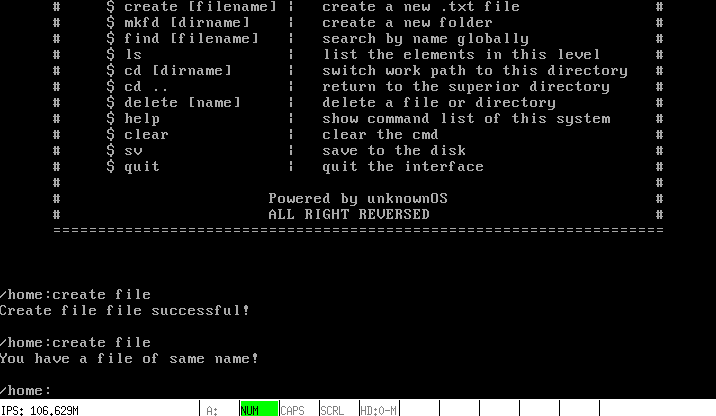 # $ create [filename] ¦ create a new .txt file #
# $ mkfd [dirname] ¦ create a new folder #
# $ find [filename] ¦ search by name globally #
# $ ls ¦ list the elements in this level #
# $ cd [dirname] ¦ switch work path to this directory #
# $ cd .. ¦ return to the superior directory #
# $ delete [name] ¦ delete a file or directory #
# $ help ¦ show command list of this system #
# $ clear ¦ clear the cmd #
# $ sv ¦ save to the disk #
# $ quit ¦ quit the interface #
# #
# Powered by unknownOS #
# ALL RIGHT REVERSED #
====================================================================
/home:create file
Create file file successful!
/home:create file
You have a file of same name!
/home:
IPS: 106.629M A: NUM CAPS SCRL HD:0-M